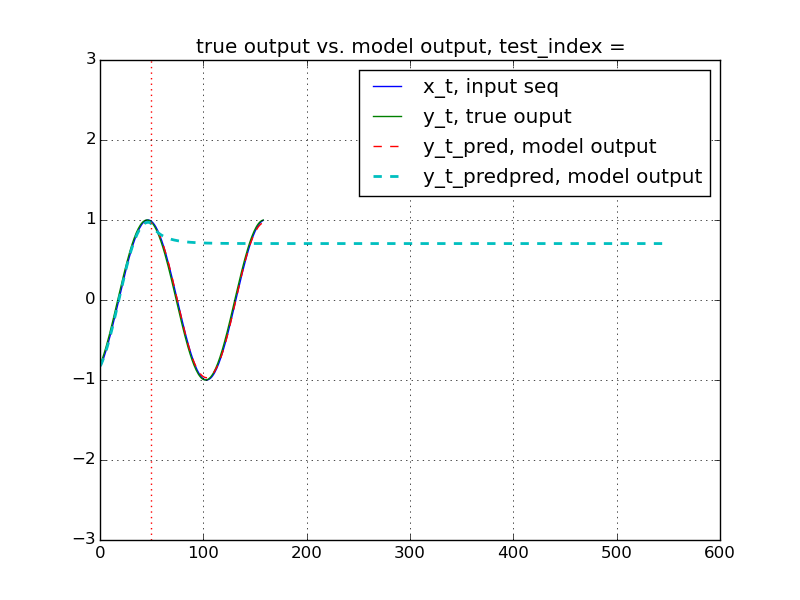 true output vs. model output, test_index =
x_t, input seq
y_t, true ouput
y_t_pred, model output
y_t_predpred, model output
3
2
1
0
−1
−2
−3
0 100 200 300 400 500 600